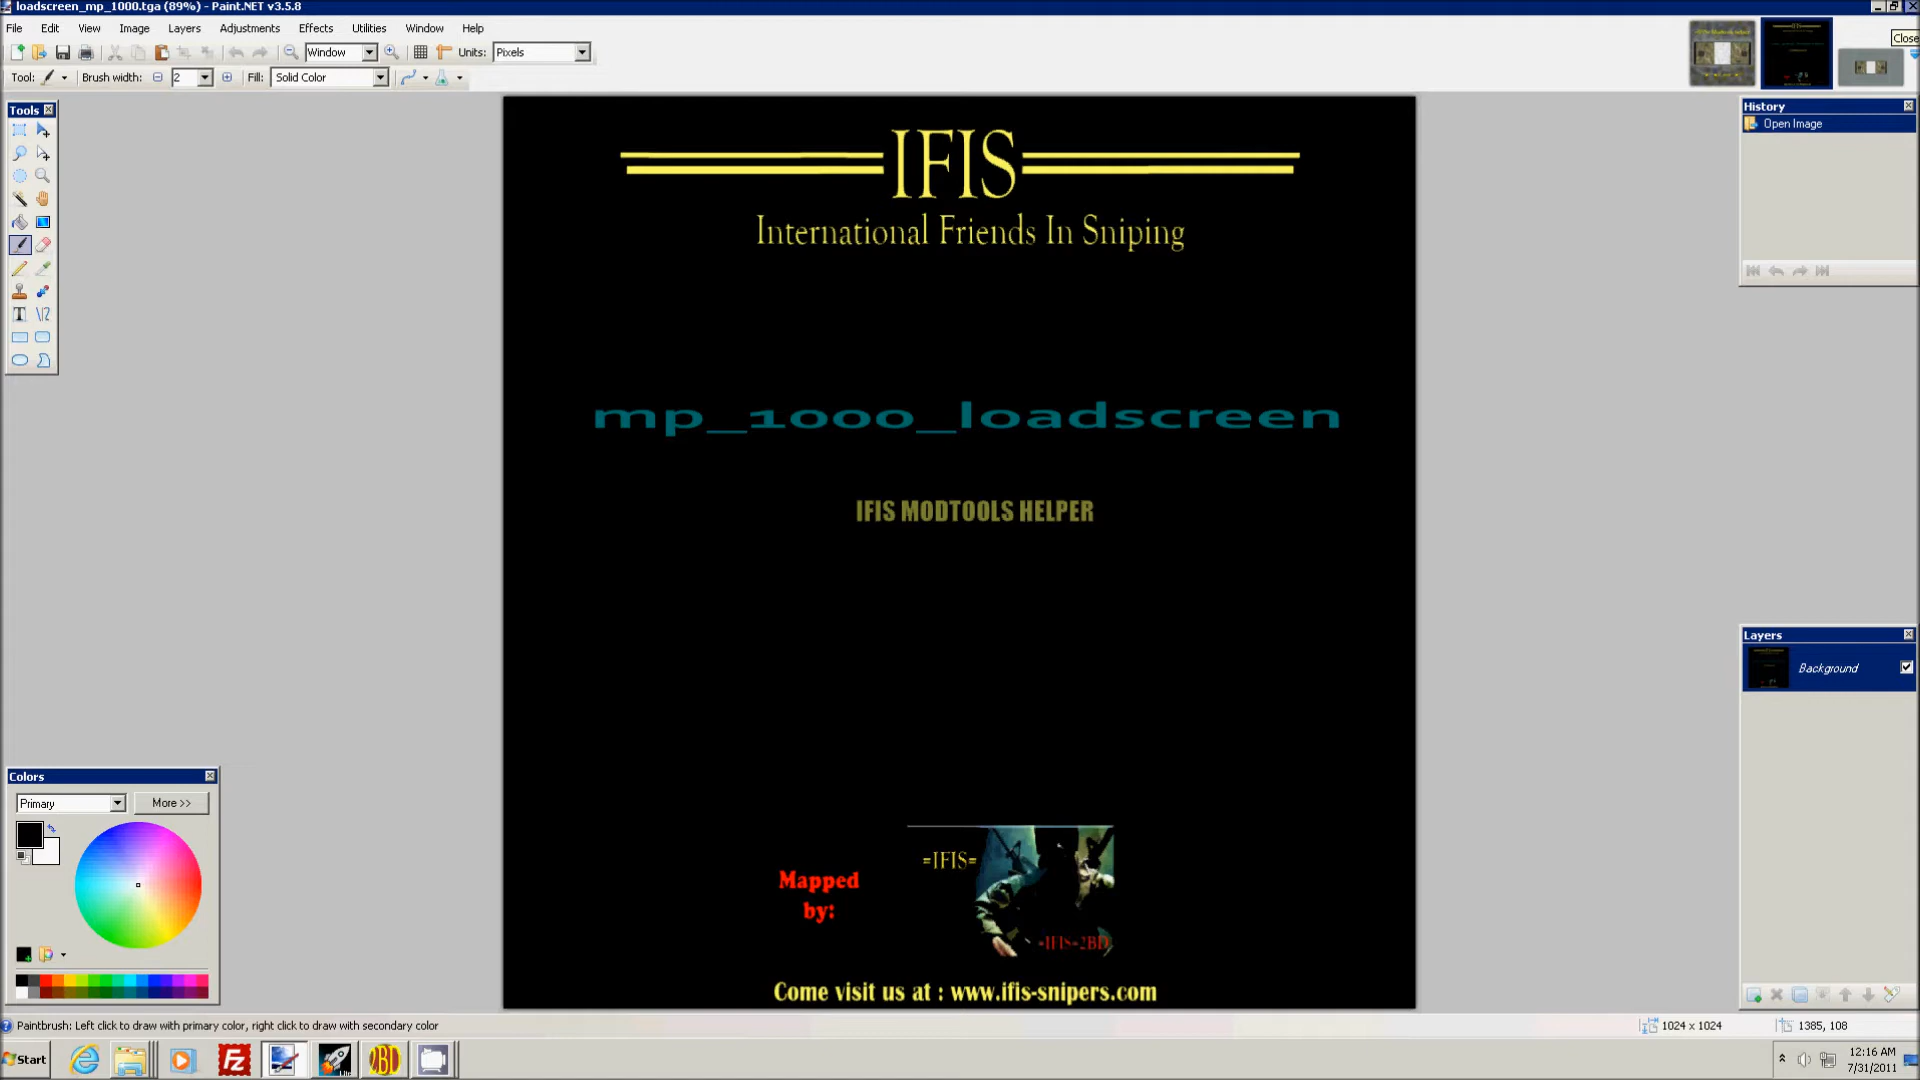 loadscreen_mp_1000.tga (89%) - Paint.NET v3.5.8
File Edit View Image Layers Adjustments Effects Utilities Window Help
Window Units: Pixels
Close
Tool: Brush width: 2 Fill: Solid Color
Tools
History
Open Image
IFIS
International Friends In Sniping
mp_1000_loadscreen
IFIS MODTOOLS HELPER
Layers
Background
Colors
Primary More >>
=IFIS=
Mapped
by:
=IFIS=2BD
Come visit us at : www.ifis-snipers.com
Paintbrush: Left click to draw with primary color, right click to draw with secondary color
1024 x 1024
1385, 108
Start
Fz
2BD
12:16 AM
7/31/2011